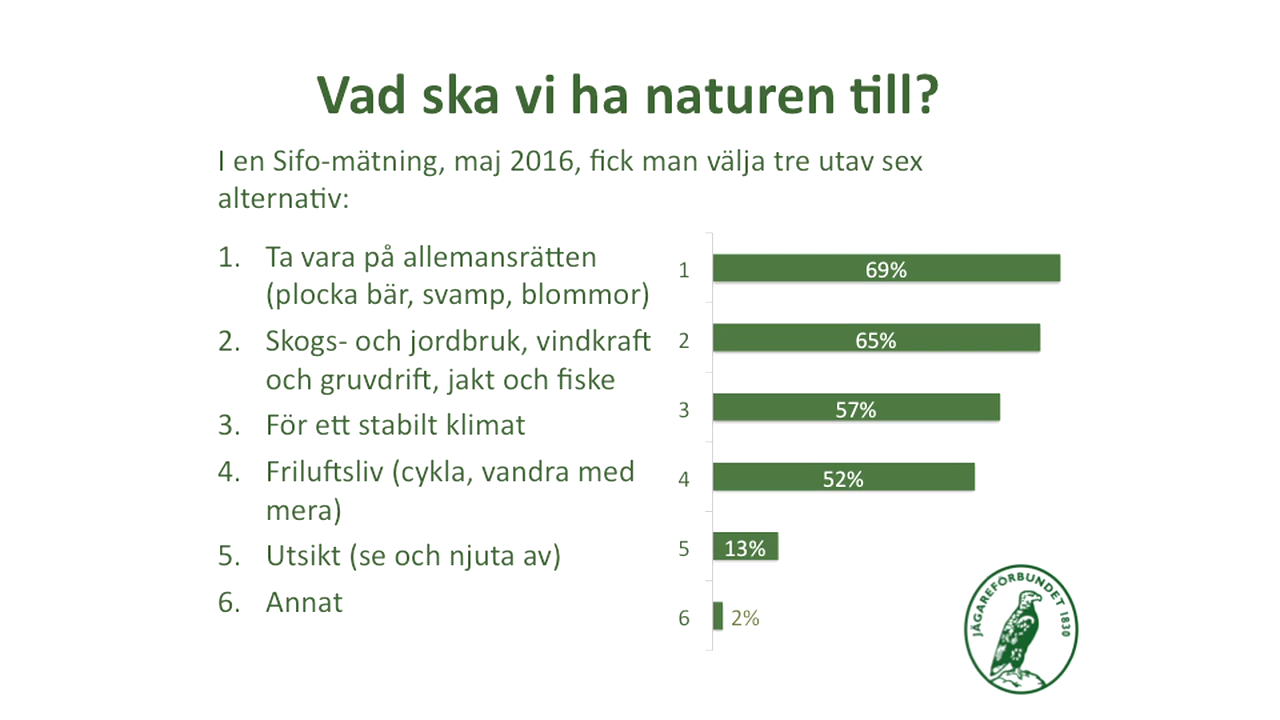 Vad ska vi ha naturen till?
I en Sifo-mätning, maj 2016, fick man välja tre utav sex
alternativ:
1. Ta vara på allemansrätten
(plocka bär, svamp, blommor)
2. Skogs- och jordbruk, vindkraft
och gruvdrift, jakt och fiske
3. För ett stabilt klimat
4. Friluftsliv (cykla, vandra med
mera)
5. Utsikt (se och njuta av)
6. Annat
1 69%
2 65%
3 57%
4 52%
5 13%
6 2%
JÄGAREFÖRBUNDET 1830